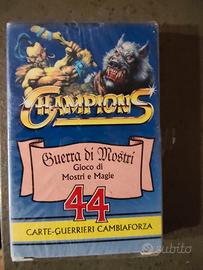 CHAMPIONS
Guerra di Mostri
Gioco di
Mostri e Magie
44
CARTE-GUERRIERI CAMBIAFORZA
subito